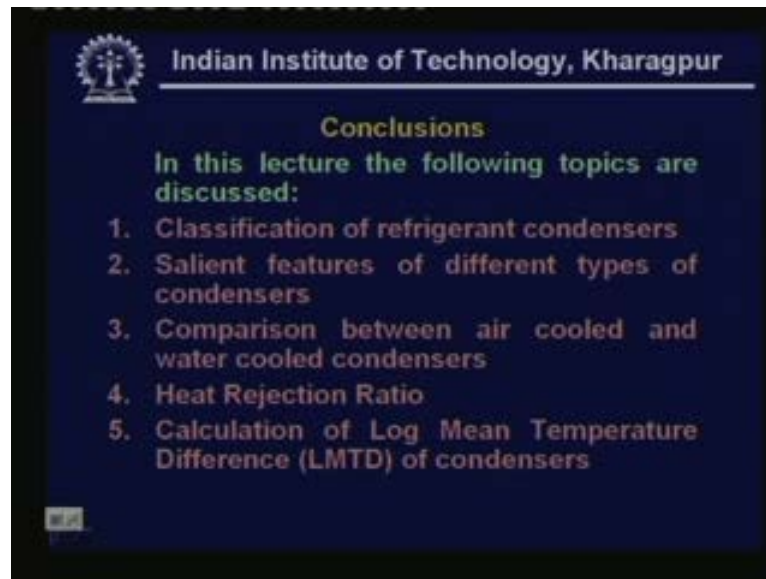 Indian Institute of Technology, Kharagpur
Conclusions
In this lecture the following topics are
discussed:
1. Classification of refrigerant condensers
2. Salient features of different types of
condensers
3. Comparison between air cooled and
water cooled condensers
4. Heat Rejection Ratio
5. Calculation of Log Mean Temperature
Difference (LMTD) of condensers